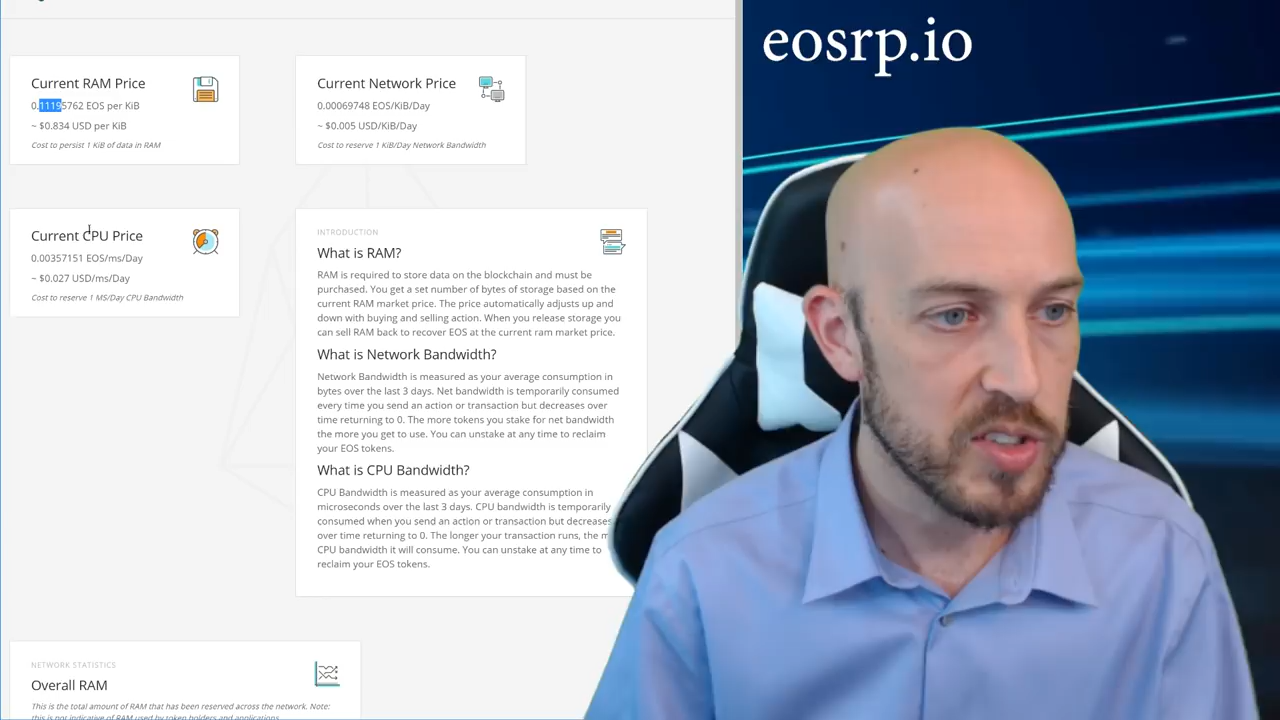 eosrp.io
Current RAM Price
0.11195762 EOS per KiB
~ $0.834 USD per KiB
Cost to persist 1 KiB of data in RAM
Current Network Price
0.00069748 EOS/KiB/Day
~ $0.005 USD/KiB/Day
Cost to reserve 1 KiB/Day Network Bandwidth
Current CPU Price
0.00357151 EOS/ms/Day
~ $0.027 USD/ms/Day
Cost to reserve 1 MS/Day CPU Bandwidth
INTRODUCTION
What is RAM?
RAM is required to store data on the blockchain and must be
purchased. You get a set number of bytes of storage based on the
current RAM market price. The price automatically adjusts up and
down with buying and selling action. When you release storage you
can sell RAM back to recover EOS at the current ram market price.
What is Network Bandwidth?
Network Bandwidth is measured as your average consumption in
bytes over the last 3 days. Net bandwidth is temporarily consumed
every time you send an action or transaction but decreases over
time returning to 0. The more tokens you stake for net bandwidth
the more you get to use. You can unstake at any time to reclaim
your EOS tokens.
What is CPU Bandwidth?
CPU Bandwidth is measured as your average consumption in
microseconds over the last 3 days. CPU bandwidth is temporarily
consumed when you send an action or transaction but decreases
over time returning to 0. The longer your transaction runs, the
CPU bandwidth it will consume. You can unstake at any time to
reclaim your EOS tokens.
NETWORK STATISTICS
Overall RAM
This is the total amount of RAM that has been reserved across the network. Note:
this is not indicative of RAM used by token holders and applications.